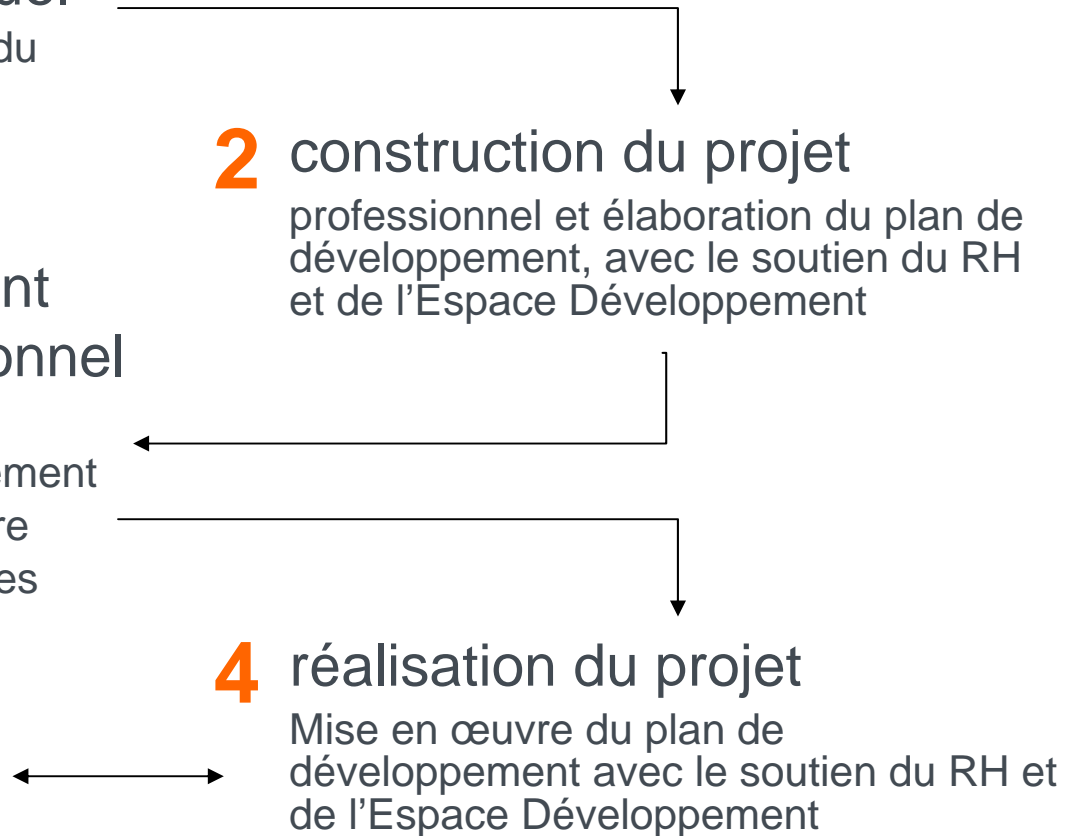 du
2 construction du projet
professionnel et élaboration du plan de
développement, avec le soutien du RH
et de l’Espace Développement
nt
onnel
ement
re
es
4 réalisation du projet
Mise en œuvre du plan de
développement avec le soutien du RH et
de l’Espace Développement